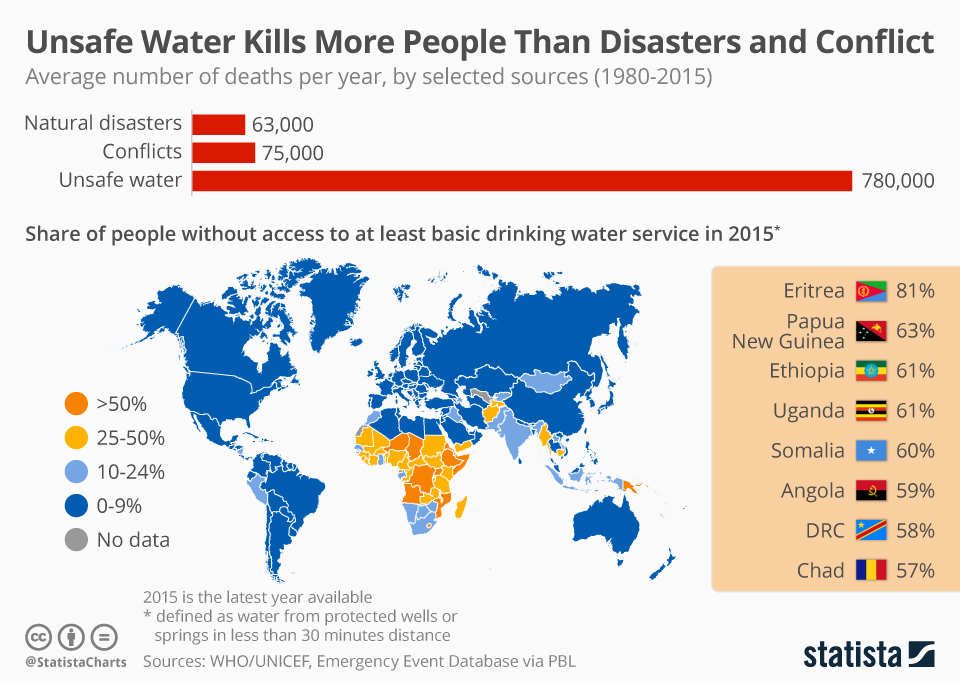 Unsafe Water Kills More People Than Disasters and Conflict
Average number of deaths per year, by selected sources (1980-2015)
Natural disasters 63,000
Conflicts 75,000
Unsafe water 780,000
Share of people without access to at least basic drinking water service in 2015*
>50%
25-50%
10-24%
0-9%
No data
Eritrea 81%
Papua
New Guinea 63%
Ethiopia 61%
Uganda 61%
Somalia 60%
Angola 59%
DRC 58%
Chad 57%
2015 is the latest year available
* defined as water from protected wells or
springs in less than 30 minutes distance
cc
@StatistaCharts
Sources: WHO/UNICEF, Emergency Event Database via PBL
statista